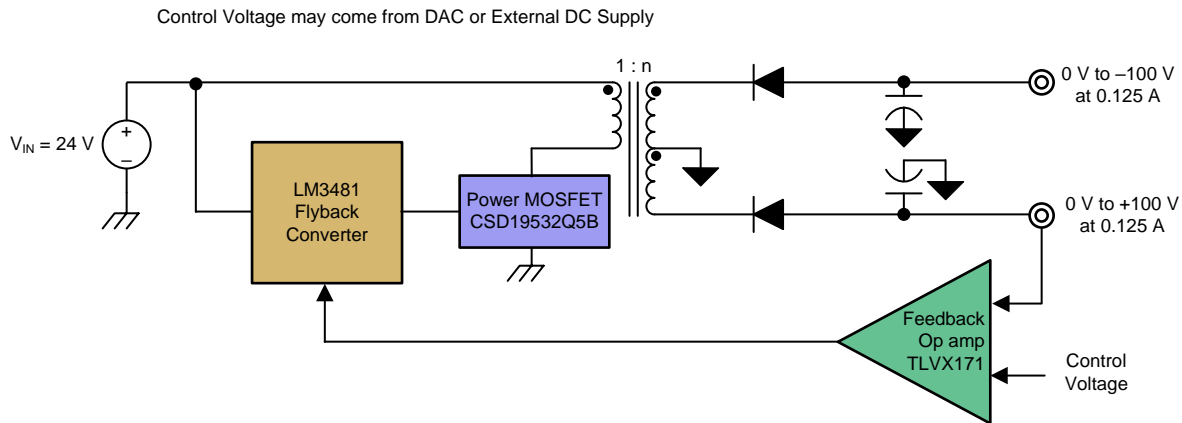 Control Voltage may come from DAC or External DC Supply
1 : n
0 V to –100 V
at 0.125 A
V_IN = 24 V
+
–
LM3481
Flyback
Converter
Power MOSFET
CSD19532Q5B
0 V to +100 V
at 0.125 A
Feedback
Op amp
TLVX171
Control
Voltage